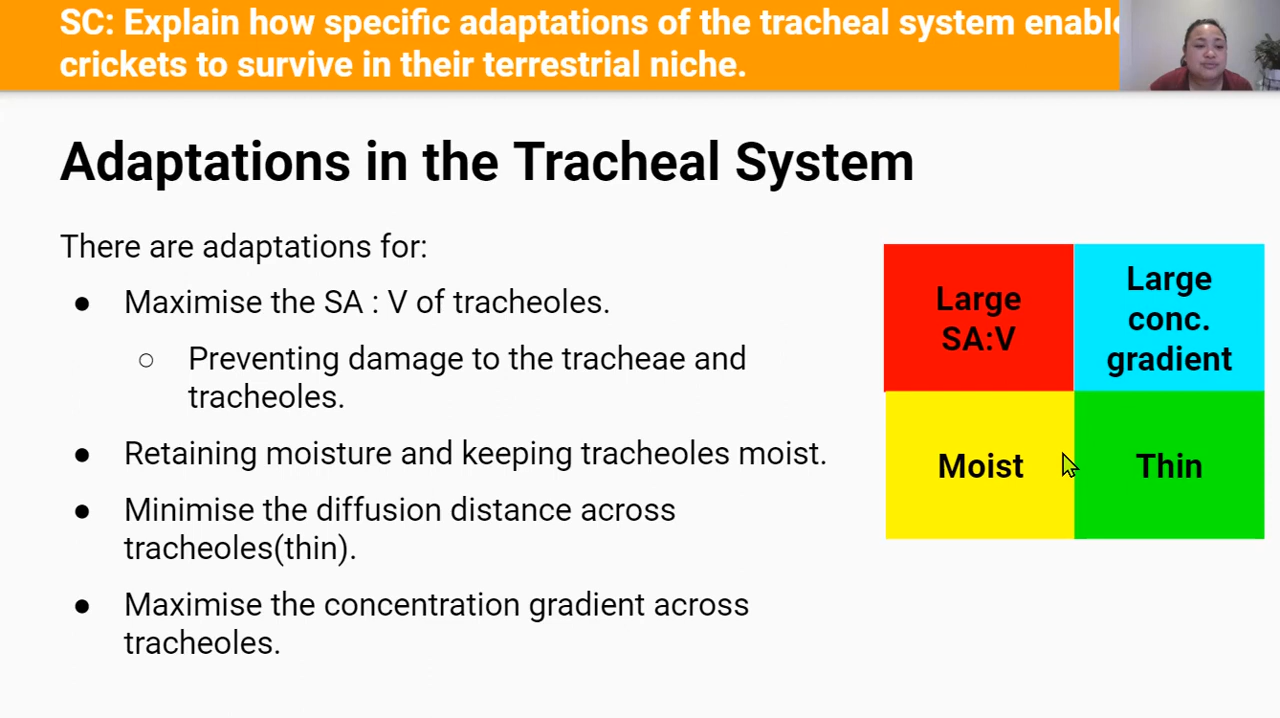 SC: Explain how specific adaptations of the tracheal system enable
crickets to survive in their terrestrial niche.
Adaptations in the Tracheal System
There are adaptations for:
● Maximise the SA : V of tracheoles.
○ Preventing damage to the tracheae and
tracheoles.
● Retaining moisture and keeping tracheoles moist.
● Minimise the diffusion distance across
tracheoles(thin).
● Maximise the concentration gradient across
tracheoles.
Large
SA:V
Large
conc.
gradient
Moist
Thin